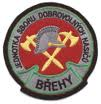 JEDNOTKA SBORU DOBROVOLNÝCH HASIČŮ
BŘEHY